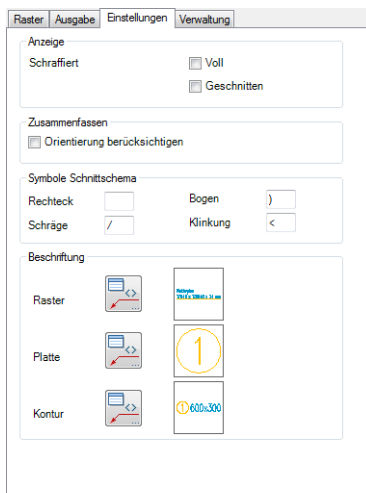 Raster Ausgabe Einstellungen Verwaltung
Anzeige
Schraffiert Voll
Geschnitten
Zusammenfassen
Orientierung berücksichtigen
Symbole Schnittschema
Rechteck Bogen )
Schräge / Klinkung <
Beschriftung
Raster <> ...
Platte <> ... 1
Kontur <> ... 1 600x300